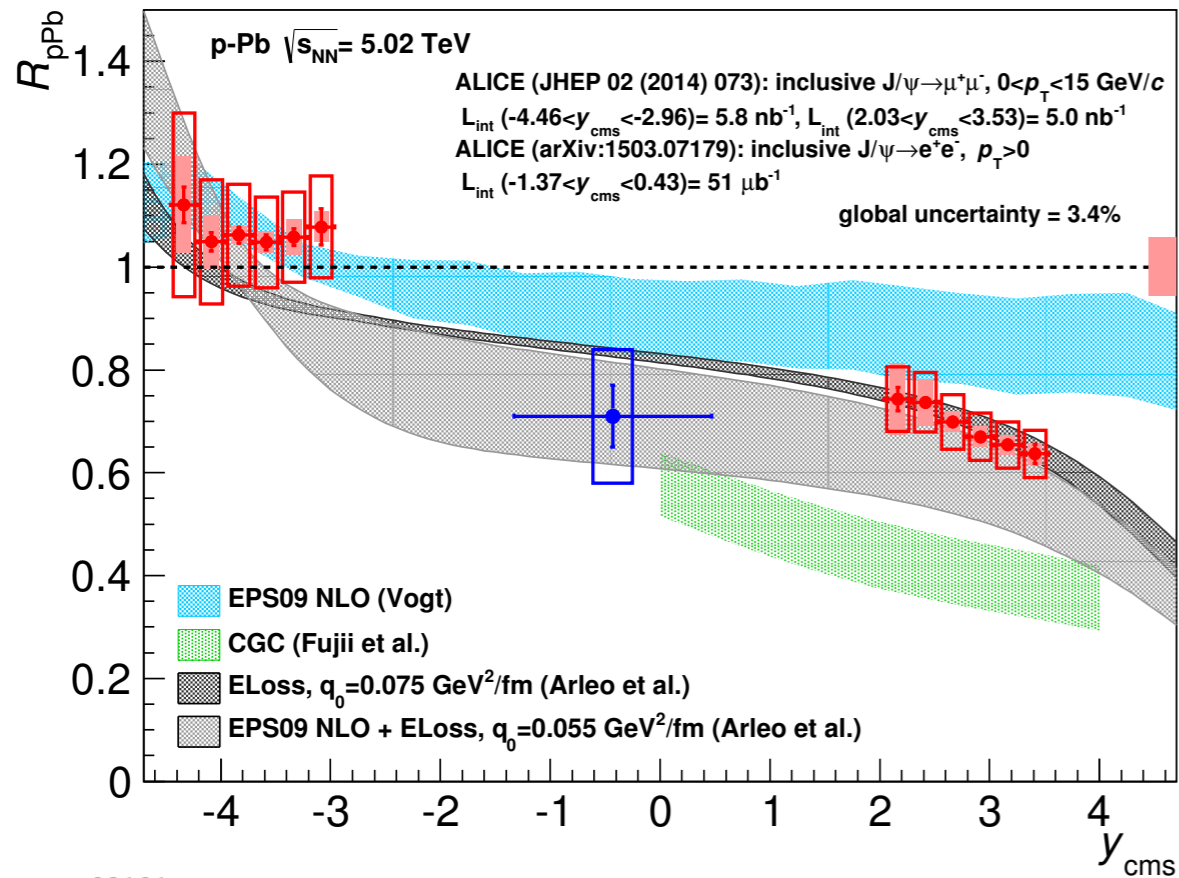 R_pPb
p-Pb √s_NN= 5.02 TeV
ALICE (JHEP 02 (2014) 073): inclusive J/ψ→μ⁺μ⁻, 0<p_T<15 GeV/c
L_int (-4.46<y_cms<-2.96)= 5.8 nb⁻¹, L_int (2.03<y_cms<3.53)= 5.0 nb⁻¹
ALICE (arXiv:1503.07179): inclusive J/ψ→e⁺e⁻, p_T>0
L_int (-1.37<y_cms<0.43)= 51 μb⁻¹
global uncertainty = 3.4%
1.4
1.2
1
0.8
0.6
0.4
0.2
0
EPS09 NLO (Vogt)
CGC (Fujii et al.)
ELoss, q_0=0.075 GeV²/fm (Arleo et al.)
EPS09 NLO + ELoss, q_0=0.055 GeV²/fm (Arleo et al.)
-4 -3 -2 -1 0 1 2 3 4
y_cms